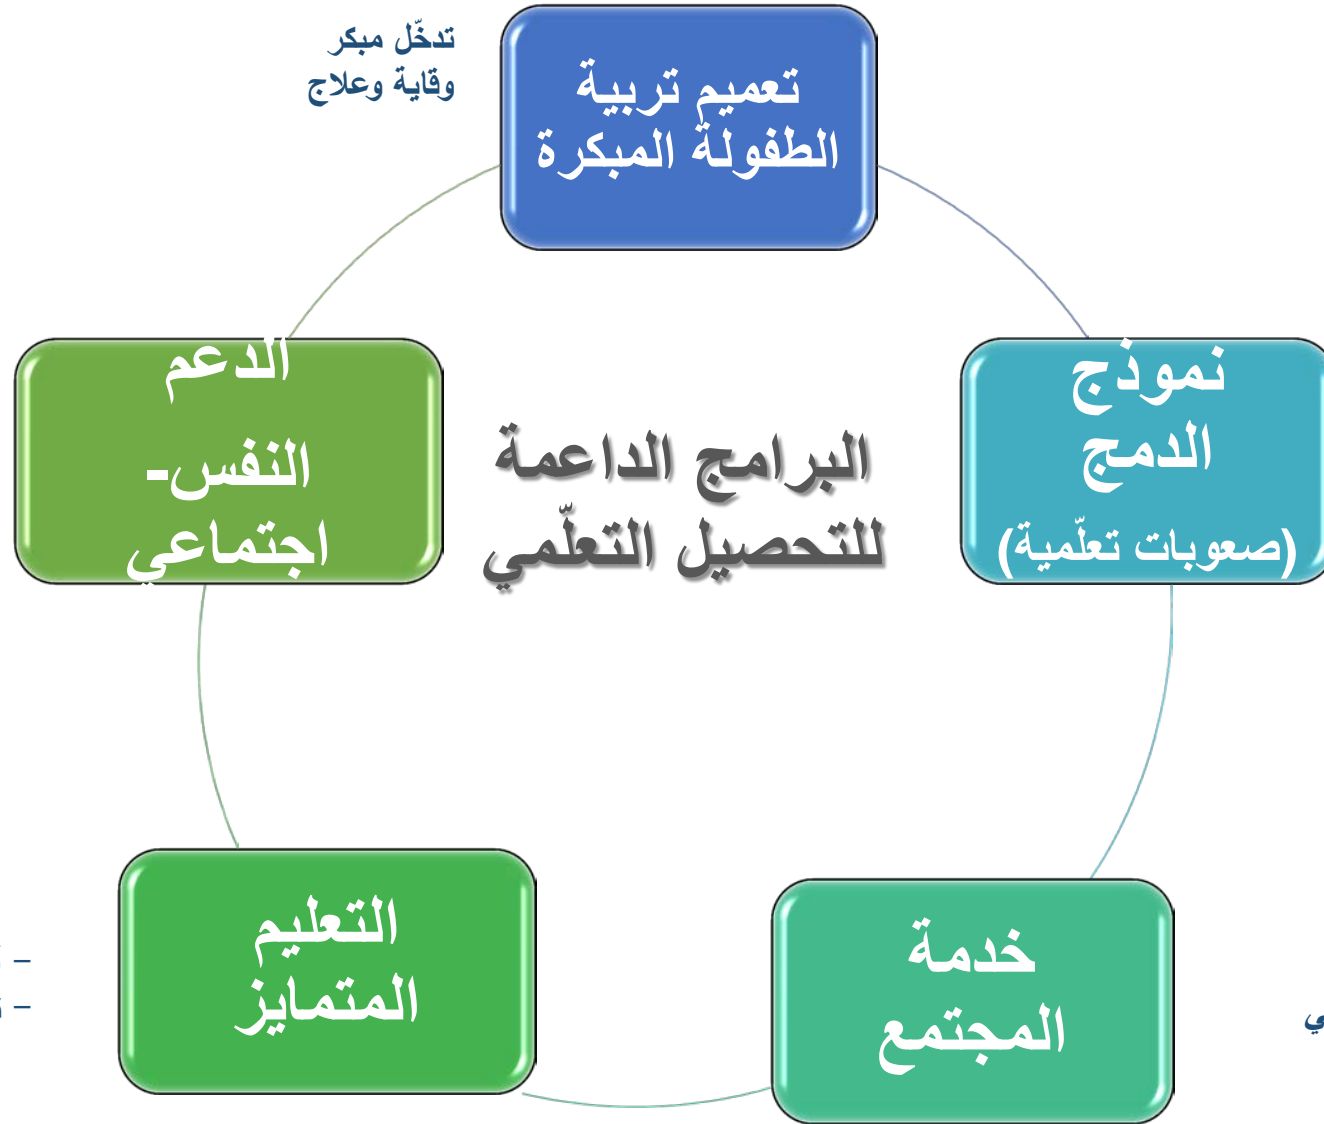 تدخّل مبكر
وقاية وعلاج
تعميم تربية
الطفولة المبكرة
نموذج
الدمج
(صعوبات تعلّمية)
البرامج الداعمة
للتحصيل التعلّمي
الدعم
النفس-
اجتماعي
خدمة
المجتمع
التعليم
المتمايز